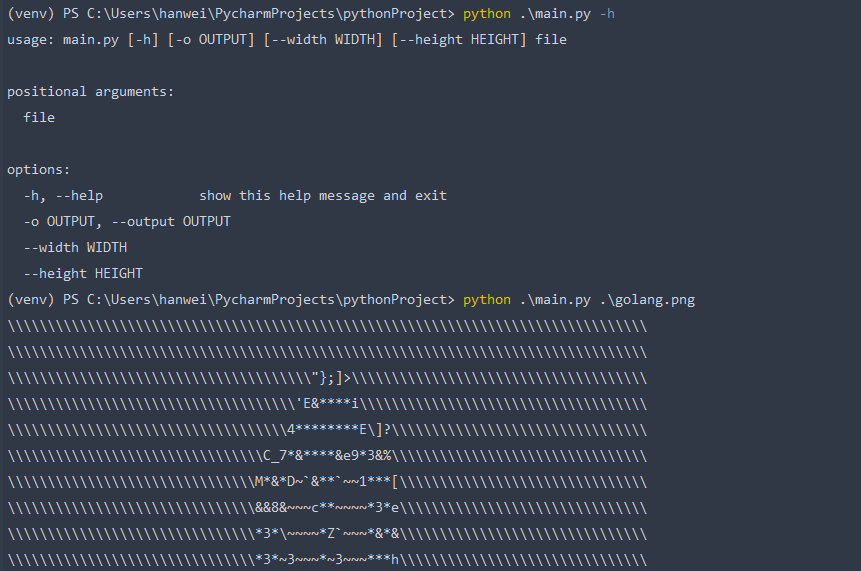 (venv) PS C:\Users\hanwei\PycharmProjects\pythonProject> python .\main.py -h
usage: main.py [-h] [-o OUTPUT] [--width WIDTH] [--height HEIGHT] file
positional arguments:
file
options:
-h, --help show this help message and exit
-o OUTPUT, --output OUTPUT
--width WIDTH
--height HEIGHT
(venv) PS C:\Users\hanwei\PycharmProjects\pythonProject> python .\main.py .\golang.png
\\\\\\\\\\\\\\\\\\\\\\\\\\\\\\\\\\\\\\\\\\\\\\\\\\\\\\\\\\\\\\\\\\\\\\\\\\\\\\\\
\\\\\\\\\\\\\\\\\\\\\\\\\\\\\\\\\\\\\\\\\\\\\\\\\\\\\\\\\\\\\\\\\\\\\\\\\\\\\\\\
\\\\\\\\\\\\\\\\\\\\\\\\\\\\\\\\\\\\\\"};]>\\\\\\\\\\\\\\\\\\\\\\\\\\\\\\\\\\\\\
\\\\\\\\\\\\\\\\\\\\\\\\\\\\\\\\\\\\'E&****i\\\\\\\\\\\\\\\\\\\\\\\\\\\\\\\\\\\\
\\\\\\\\\\\\\\\\\\\\\\\\\\\\\\\\\\\4********E\]?\\\\\\\\\\\\\\\\\\\\\\\\\\\\\\\\
\\\\\\\\\\\\\\\\\\\\\\\\\\\\\\\\C_7*&****&e9*3&%\\\\\\\\\\\\\\\\\\\\\\\\\\\\\\\\
\\\\\\\\\\\\\\\\\\\\\\\\\\\\\\\M*&*D~`&**`~~1***[\\\\\\\\\\\\\\\\\\\\\\\\\\\\\\\
\\\\\\\\\\\\\\\\\\\\\\\\\\\\\\\&&8&~~~c**~~~~*3*e\\\\\\\\\\\\\\\\\\\\\\\\\\\\\\\
\\\\\\\\\\\\\\\\\\\\\\\\\\\\\\\*3*\~~~~*Z`~~~*&*&\\\\\\\\\\\\\\\\\\\\\\\\\\\\\\\
\\\\\\\\\\\\\\\\\\\\\\\\\\\\\\\*3*~3~~~*~3~~~***h\\\\\\\\\\\\\\\\\\\\\\\\\\\\\\\